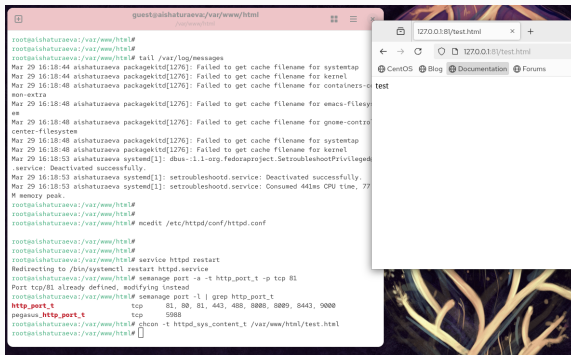 guest@aishaturaeva:/var/www/html
/var/www/html
root@aishaturaeva:/var/www/html#
root@aishaturaeva:/var/www/html#
root@aishaturaeva:/var/www/html# tail /var/log/messages
Mar 29 16:18:44 aishaturaeva packagekitd[1276]: Failed to get cache filename for systemtap
Mar 29 16:18:44 aishaturaeva packagekitd[1276]: Failed to get cache filename for kernel
Mar 29 16:18:48 aishaturaeva packagekitd[1276]: Failed to get cache filename for containers-c
mon-extra
Mar 29 16:18:48 aishaturaeva packagekitd[1276]: Failed to get cache filename for emacs-filesy
em
Mar 29 16:18:48 aishaturaeva packagekitd[1276]: Failed to get cache filename for gnome-contro
center-filesystem
Mar 29 16:18:48 aishaturaeva packagekitd[1276]: Failed to get cache filename for systemtap
Mar 29 16:18:48 aishaturaeva packagekitd[1276]: Failed to get cache filename for kernel
Mar 29 16:18:53 aishaturaeva systemd[1]: dbus-:1.1-org.fedoraproject.SetroubleshootPrivileged
.service: Deactivated successfully.
Mar 29 16:18:53 aishaturaeva systemd[1]: setroubleshootd.service: Deactivated successfully.
Mar 29 16:18:53 aishaturaeva systemd[1]: setroubleshootd.service: Consumed 441ms CPU time, 77
M memory peak.
root@aishaturaeva:/var/www/html#
root@aishaturaeva:/var/www/html#
root@aishaturaeva:/var/www/html# mcedit /etc/httpd/conf/httpd.conf
root@aishaturaeva:/var/www/html#
root@aishaturaeva:/var/www/html#
root@aishaturaeva:/var/www/html# service httpd restart
Redirecting to /bin/systemctl restart httpd.service
root@aishaturaeva:/var/www/html# semanage port -a -t http_port_t -p tcp 81
Port tcp/81 already defined, modifying instead
root@aishaturaeva:/var/www/html# semanage port -l | grep http_port_t
http_port_t tcp 81, 80, 81, 443, 488, 8008, 8009, 8443, 9000
pegasus_http_port_t tcp 5988
root@aishaturaeva:/var/www/html# chcon -t httpd_sys_content_t /var/www/html/test.html
root@aishaturaeva:/var/www/html#
127.0.0.1:81/test.html
127.0.0.1:81/test.html
CentOS Blog Documentation Forums
test